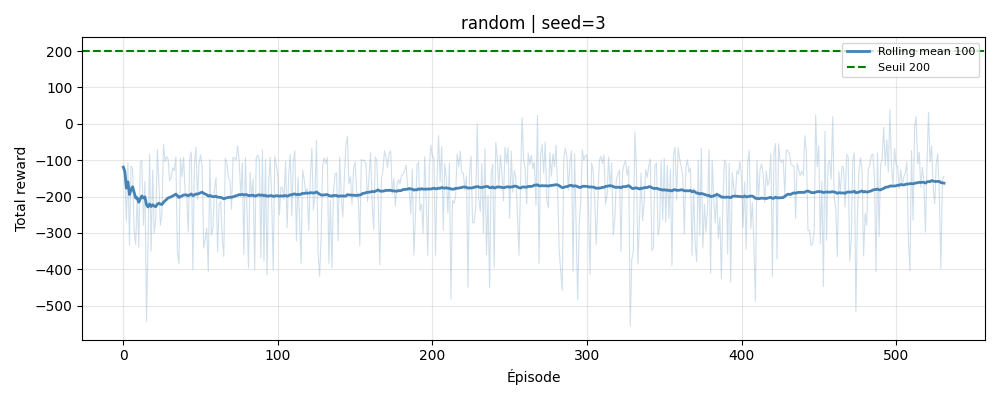 random | seed=3
Total reward
200
100
0
−100
−200
−300
−400
−500
Rolling mean 100
Seuil 200
0 100 200 300 400 500
Épisode